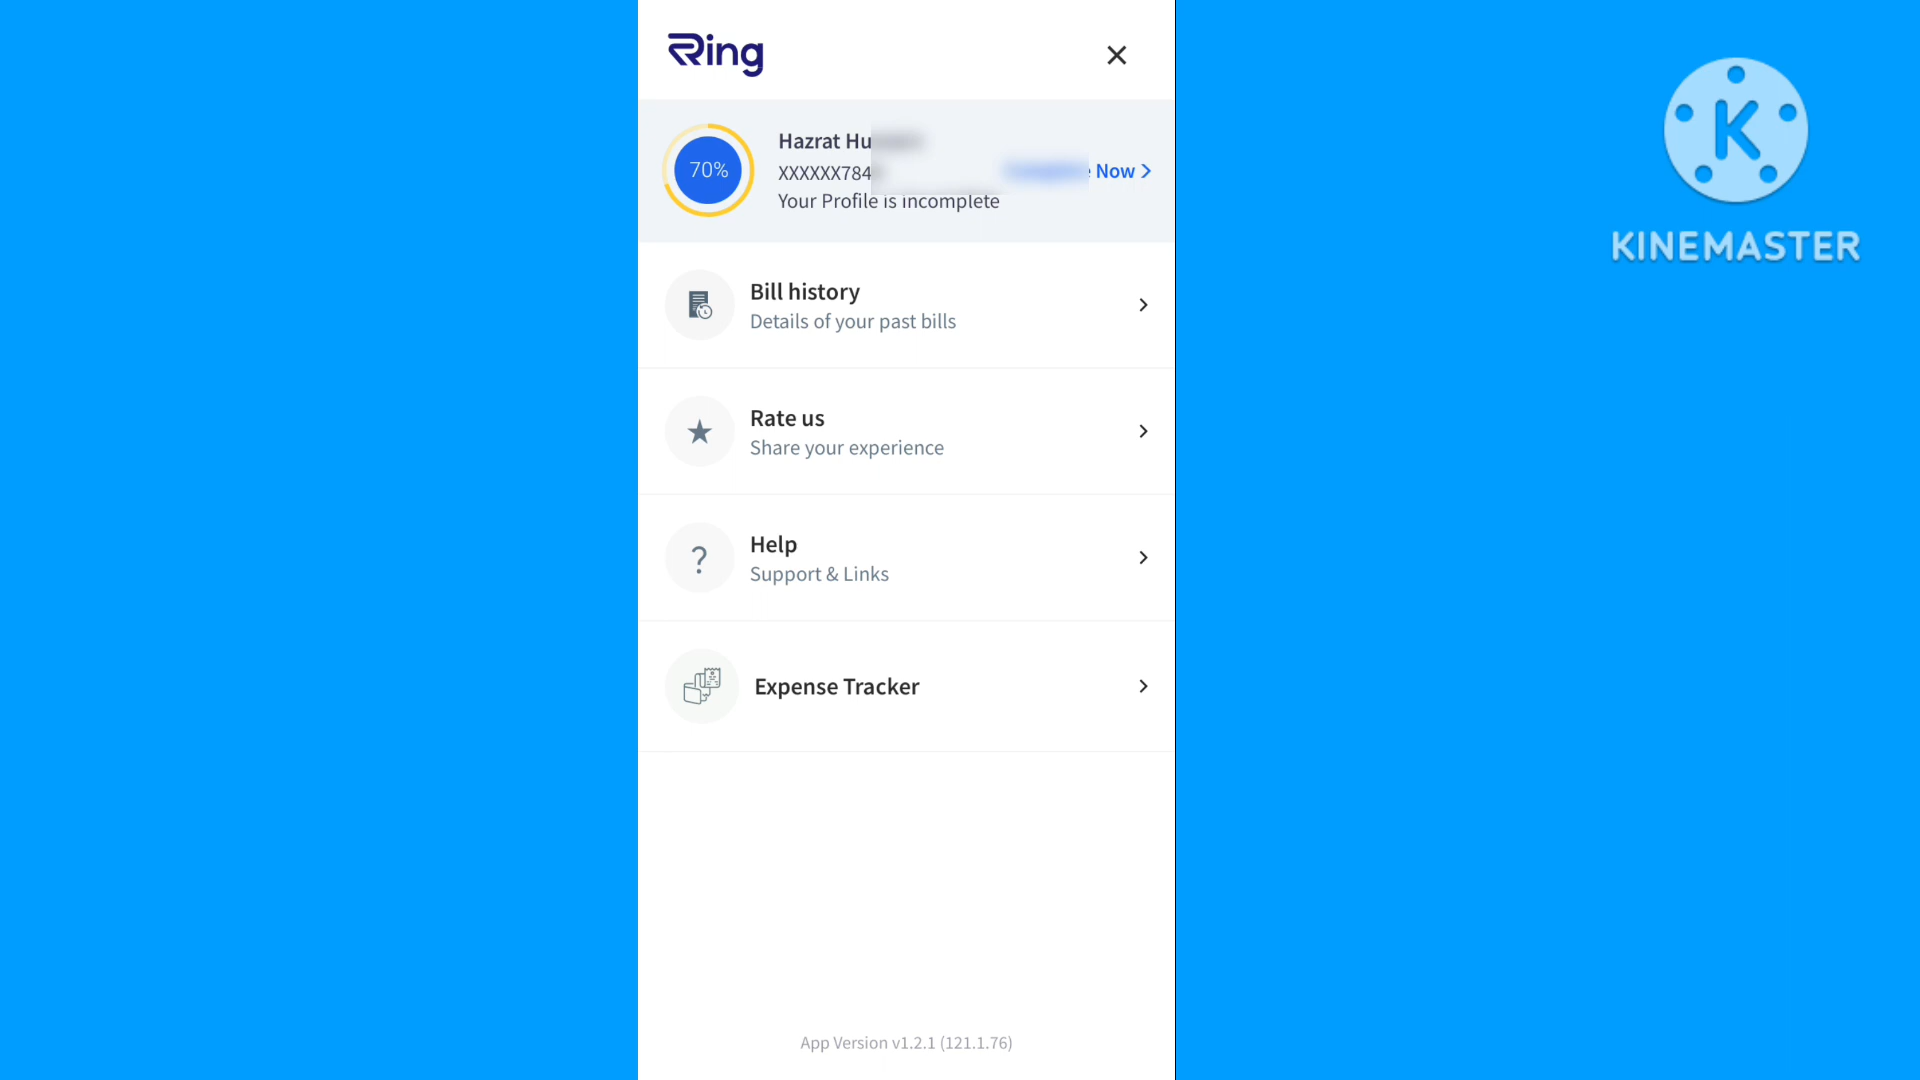 Ring
70%
Hazrat Hu
XXXXXX784
Now
Your Profile is incomplete
Bill history
Details of your past bills
Rate us
Share your experience
?
Help
Support & Links
Expense Tracker
App Version v1.2.1 (121.1.76)
K
KINEMASTER